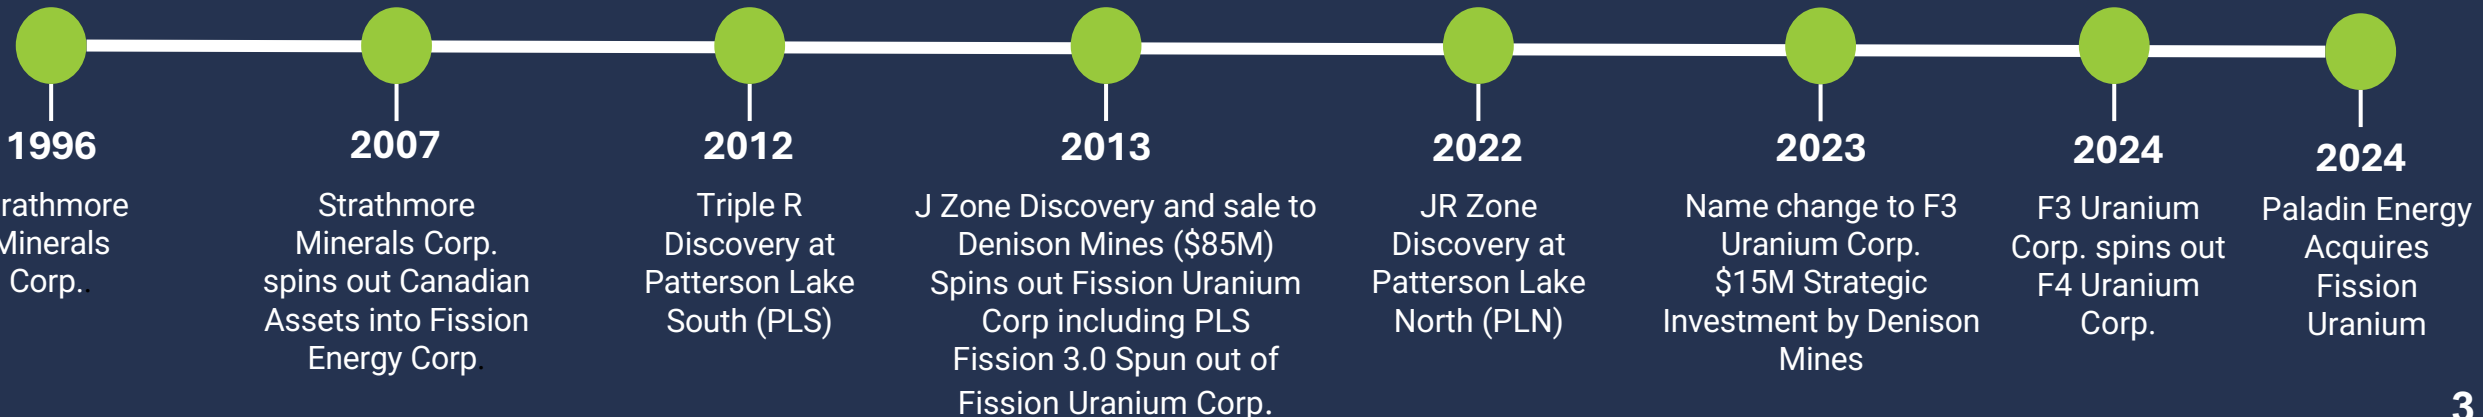 1996
rathmore
Minerals
Corp..
2007
Strathmore
Minerals Corp.
spins out Canadian
Assets into Fission
Energy Corp.
2012
Triple R
Discovery at
Patterson Lake
South (PLS)
2013
J Zone Discovery and sale to
Denison Mines ($85M)
Spins out Fission Uranium
Corp including PLS
Fission 3.0 Spun out of
Fission Uranium Corp.
2022
JR Zone
Discovery at
Patterson Lake
North (PLN)
2023
Name change to F3
Uranium Corp.
$15M Strategic
Investment by Denison
Mines
2024
F3 Uranium
Corp. spins out
F4 Uranium
Corp.
2024
Paladin Energy
Acquires
Fission
Uranium
3